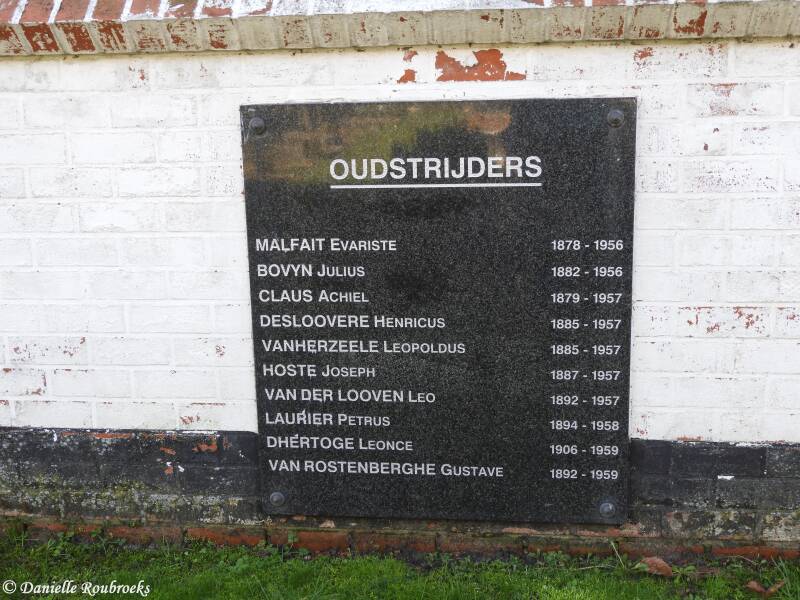 OUDSTRIJDERS
MALFAIT EVARISTE 1878 - 1956
BOVYN JULIUS 1882 - 1956
CLAUS ACHIEL 1879 - 1957
DESLOOVERE HENRICUS 1885 - 1957
VANHERZEELE LEOPOLDUS 1885 - 1957
HOSTE JOSEPH 1887 - 1957
VAN DER LOOVEN LEO 1892 - 1957
LAURIER PETRUS 1894 - 1958
DHERTOGE LEONCE 1906 - 1959
VAN ROSTENBERGHE GUSTAVE 1892 - 1959
© Danielle Roubroeks